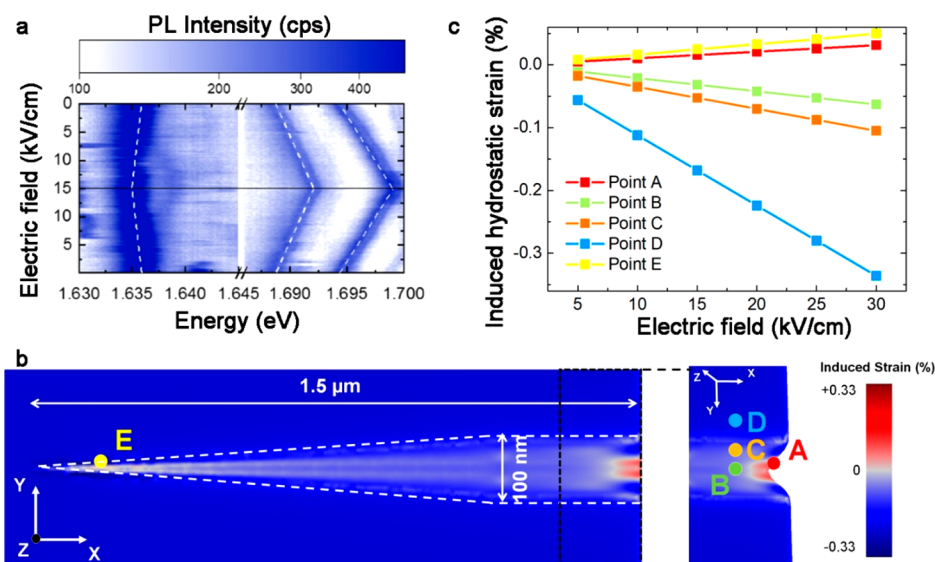 a
PL Intensity (cps)
100 200 300 400
Electric field (kV/cm)
0
5
10
15
10
5
1.630 1.635 1.640 1.645 1.690 1.695 1.700
Energy (eV)
c
Induced hydrostatic strain (%)
0.0
-0.1
-0.2
-0.3
Point A
Point B
Point C
Point D
Point E
5 10 15 20 25 30
Electric field (kV/cm)
b
1.5 µm
E
100 nm
Y
Z
X
Z
X
Y
D
C
A
B
Induced Strain (%)
+0.33
0
-0.33